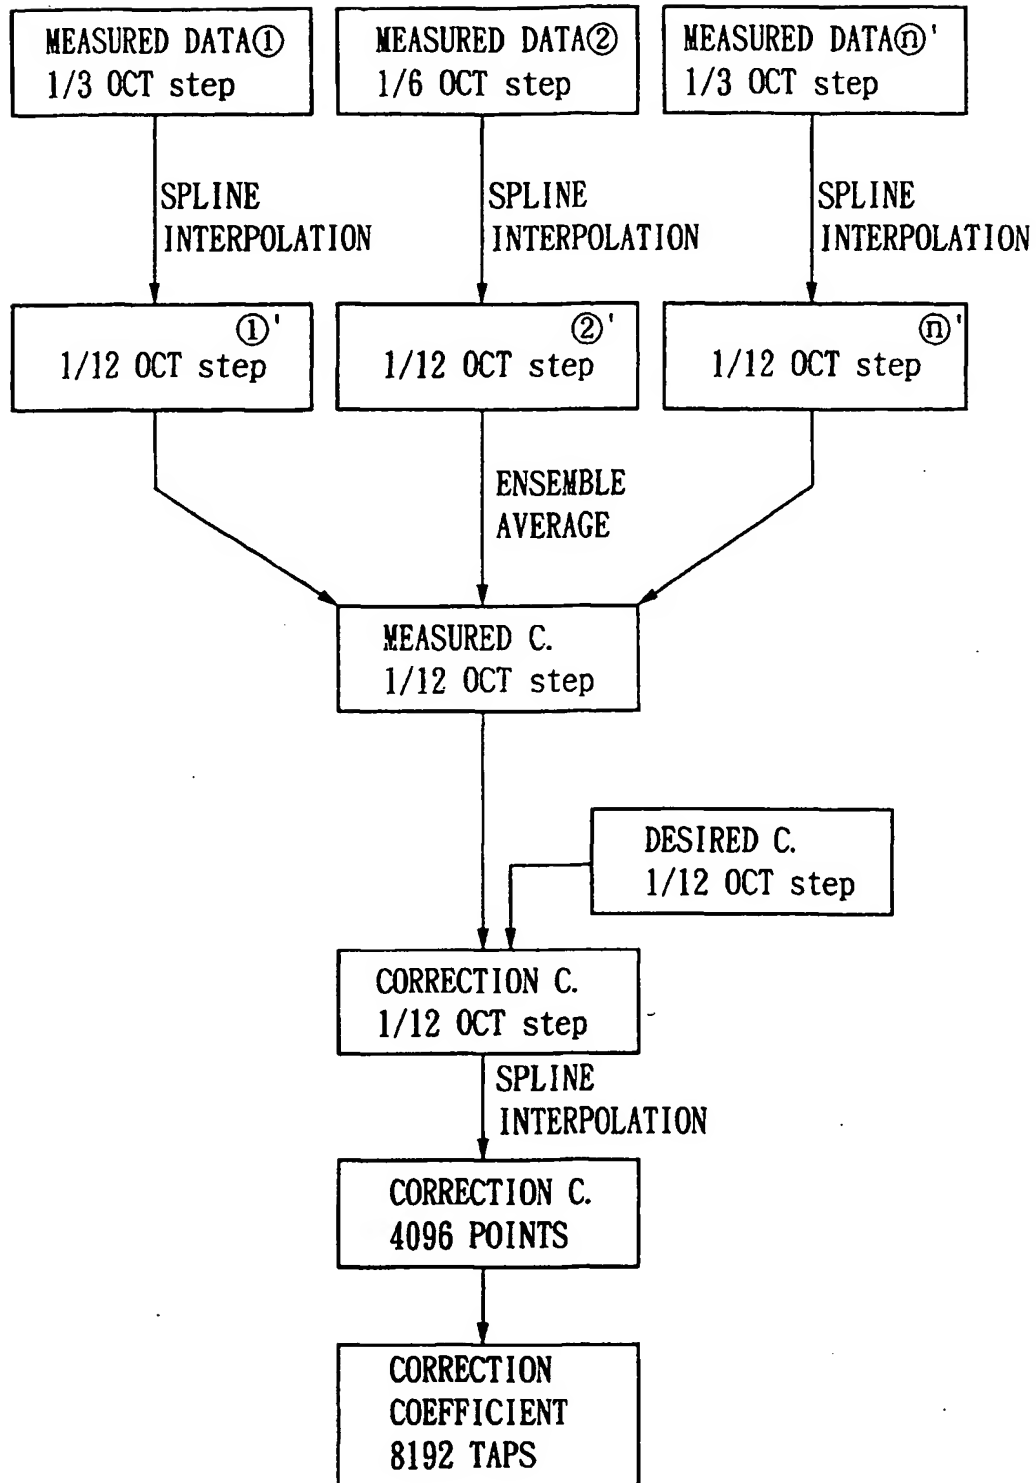 MEASURED DATA①
1/3 OCT step
MEASURED DATA②
1/6 OCT step
MEASURED DATAⓝ'
1/3 OCT step
SPLINE
INTERPOLATION
SPLINE
INTERPOLATION
SPLINE
INTERPOLATION
①'
1/12 OCT step
②'
1/12 OCT step
ⓝ'
1/12 OCT step
ENSEMBLE
AVERAGE
MEASURED C.
1/12 OCT step
DESIRED C.
1/12 OCT step
CORRECTION C.
1/12 OCT step
SPLINE
INTERPOLATION
CORRECTION C.
4096 POINTS
CORRECTION
COEFFICIENT
8192 TAPS